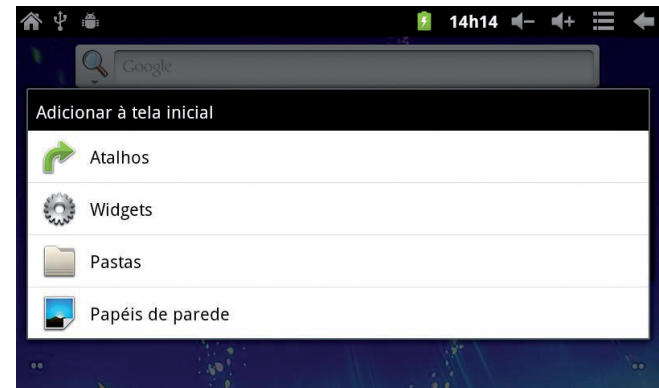 14h14
Google
Adicionar à tela inicial
Atalhos
Widgets
Pastas
Papéis de parede